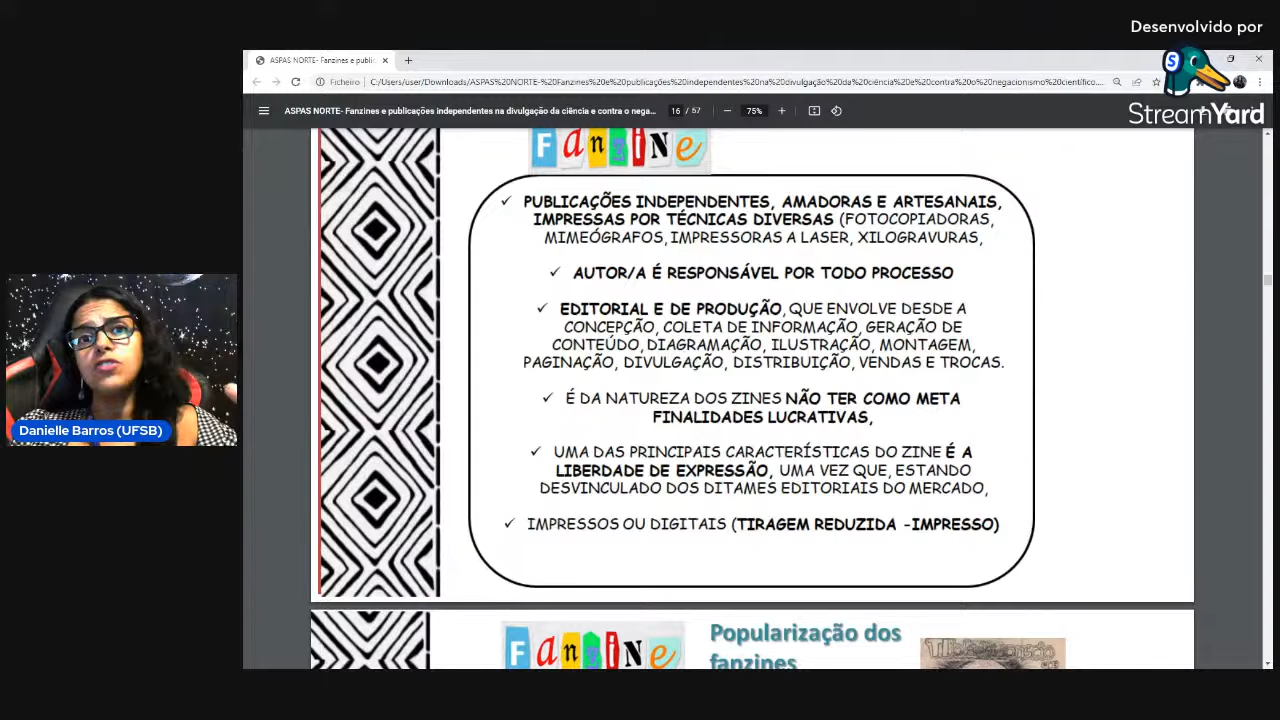 Desenvolvido por
StreamYard
ASPAS NORTE- Fanzines e public
Ficheiro
C:/Users/user/Downloads/ASPAS%20NORTE-%20Fanzines%20e%20publicações%20independentes%20na%20divulgação%20da%20ciência%20e%20contra%20o%20negacionismo%20científico....
ASPAS NORTE- Fanzines e publicações independentes na divulgação da ciência e contra o nega...
16 / 57
75%
Fanzine
✓ PUBLICAÇÕES INDEPENDENTES, AMADORAS E ARTESANAIS,
IMPRESSAS POR TÉCNICAS DIVERSAS (FOTOCOPIADORAS,
MIMEÓGRAFOS, IMPRESSORAS A LASER, XILOGRAVURAS,
✓ AUTOR/A É RESPONSÁVEL POR TODO PROCESSO
✓ EDITORIAL E DE PRODUÇÃO, QUE ENVOLVE DESDE A
CONCEPÇÃO, COLETA DE INFORMAÇÃO, GERAÇÃO DE
CONTEÚDO, DIAGRAMAÇÃO, ILUSTRAÇÃO, MONTAGEM,
PAGINAÇÃO, DIVULGAÇÃO, DISTRIBUIÇÃO, VENDAS E TROCAS.
✓ É DA NATUREZA DOS ZINES NÃO TER COMO META
FINALIDADES LUCRATIVAS,
✓ UMA DAS PRINCIPAIS CARACTERÍSTICAS DO ZINE É A
LIBERDADE DE EXPRESSÃO, UMA VEZ QUE, ESTANDO
DESVINCULADO DOS DITAMES EDITORIAIS DO MERCADO,
✓ IMPRESSOS OU DIGITAIS (TIRAGEM REDUZIDA -IMPRESSO)
Danielle Barros (UFSB)
Fanzine
Popularização dos
fanzines